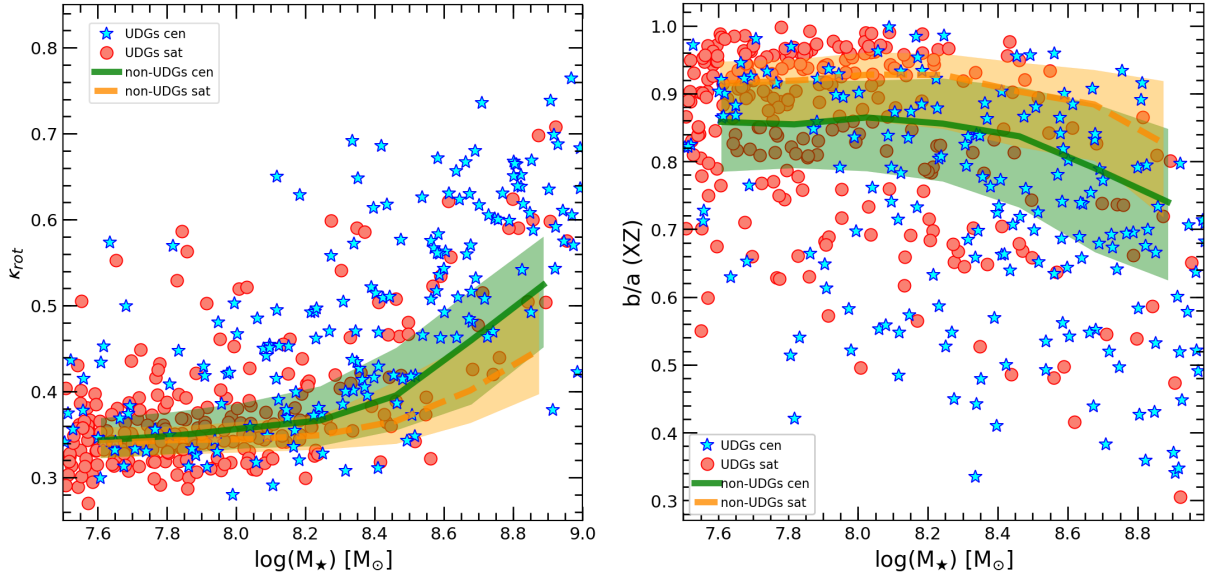 0.8
0.7
0.6
0.5
0.4
0.3
κrot
UDGs cen
UDGs sat
non-UDGs cen
non-UDGs sat
7.6 7.8 8.0 8.2 8.4 8.6 8.8 9.0
log(M★) [M⊙]
1.0
0.9
0.8
0.7
0.6
0.5
0.4
0.3
b/a (XZ)
UDGs cen
UDGs sat
non-UDGs cen
non-UDGs sat
7.6 7.8 8.0 8.2 8.4 8.6 8.8
log(M★) [M⊙]